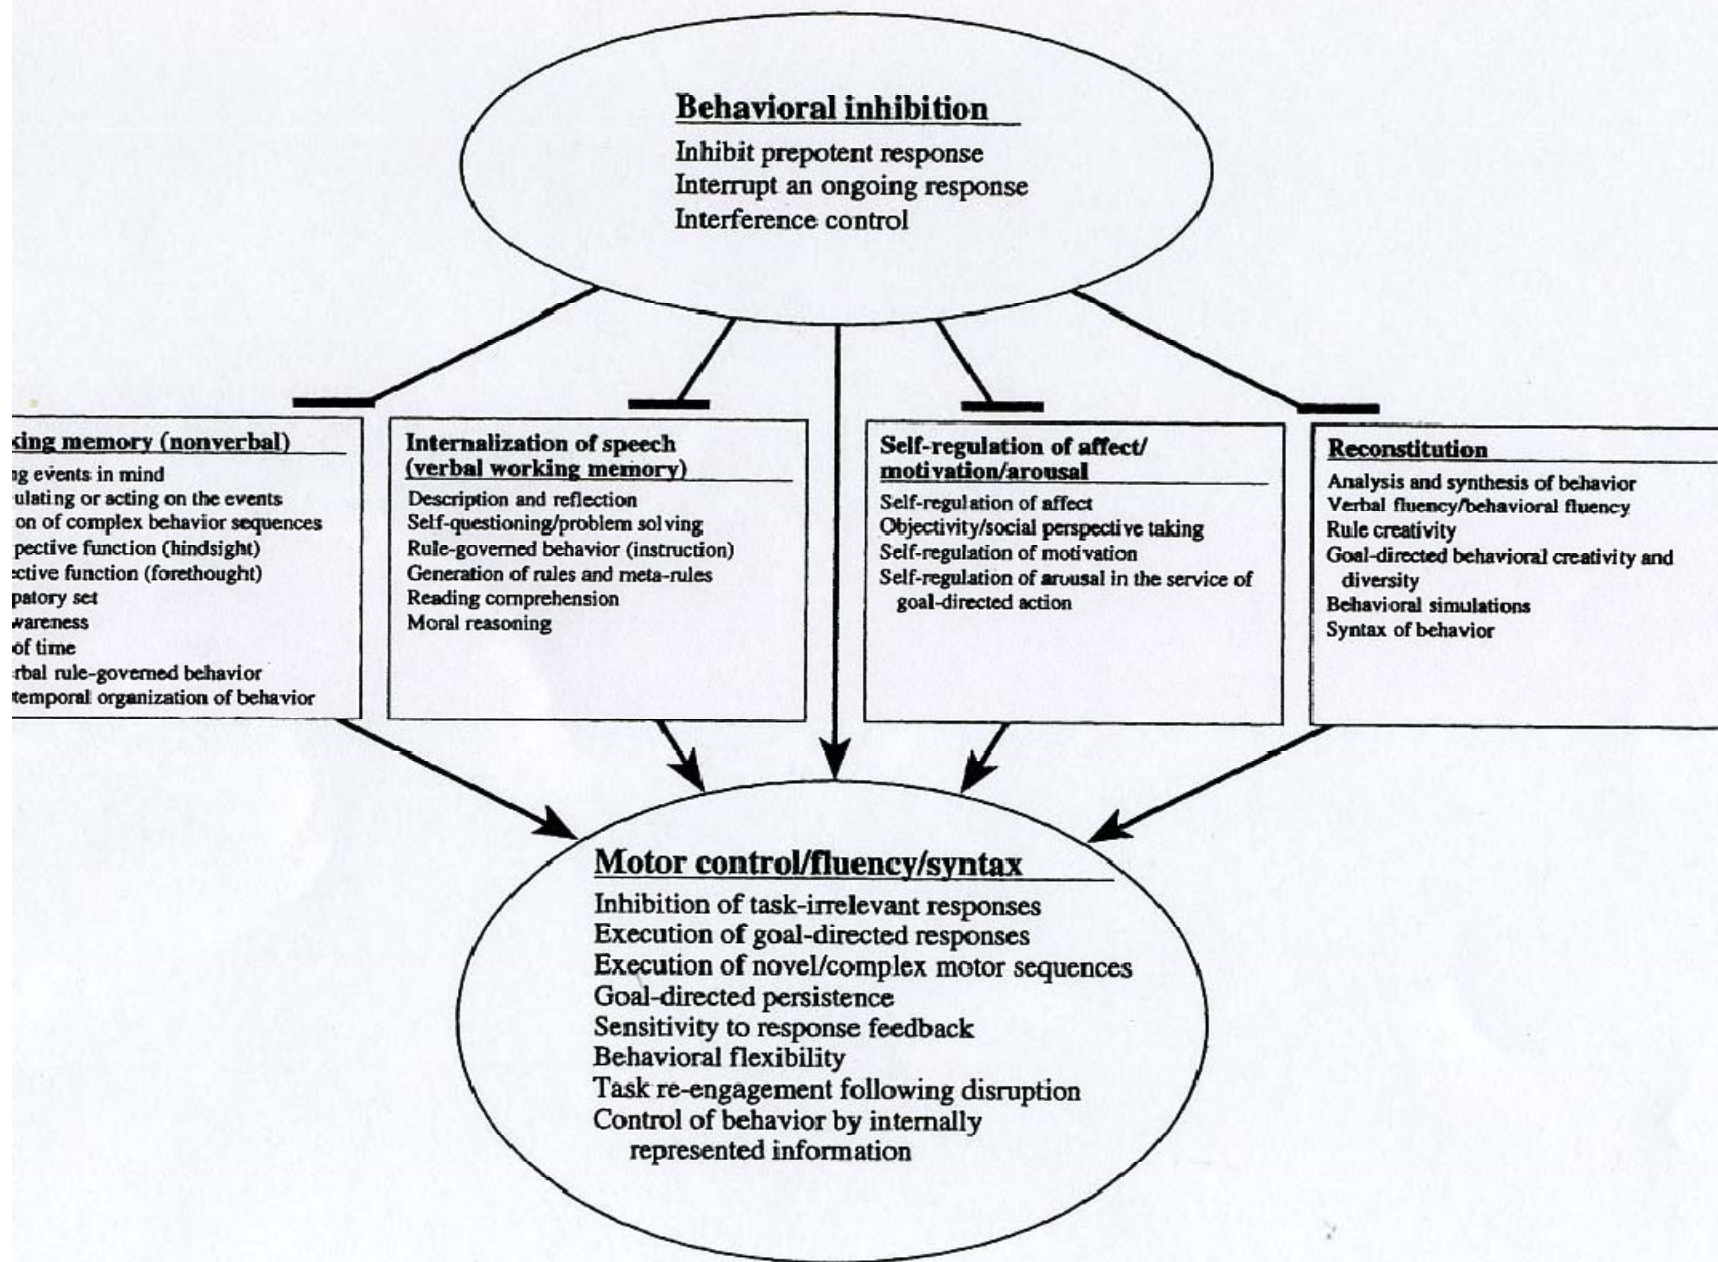 Behavioral inhibition
Inhibit prepotent response
Interrupt an ongoing response
Interference control
king memory (nonverbal)
ng events in mind
ulating or acting on the events
on of complex behavior sequences
pective function (hindsight)
ective function (forethought)
patory set
wareness
of time
rbal rule-governed behavior
temporal organization of behavior
Internalization of speech
(verbal working memory)
Description and reflection
Self-questioning/problem solving
Rule-governed behavior (instruction)
Generation of rules and meta-rules
Reading comprehension
Moral reasoning
Self-regulation of affect/
motivation/arousal
Self-regulation of affect
Objectivity/social perspective taking
Self-regulation of motivation
Self-regulation of arousal in the service of
goal-directed action
Reconstitution
Analysis and synthesis of behavior
Verbal fluency/behavioral fluency
Rule creativity
Goal-directed behavioral creativity and
diversity
Behavioral simulations
Syntax of behavior
Motor control/fluency/syntax
Inhibition of task-irrelevant responses
Execution of goal-directed responses
Execution of novel/complex motor sequences
Goal-directed persistence
Sensitivity to response feedback
Behavioral flexibility
Task re-engagement following disruption
Control of behavior by internally
represented information